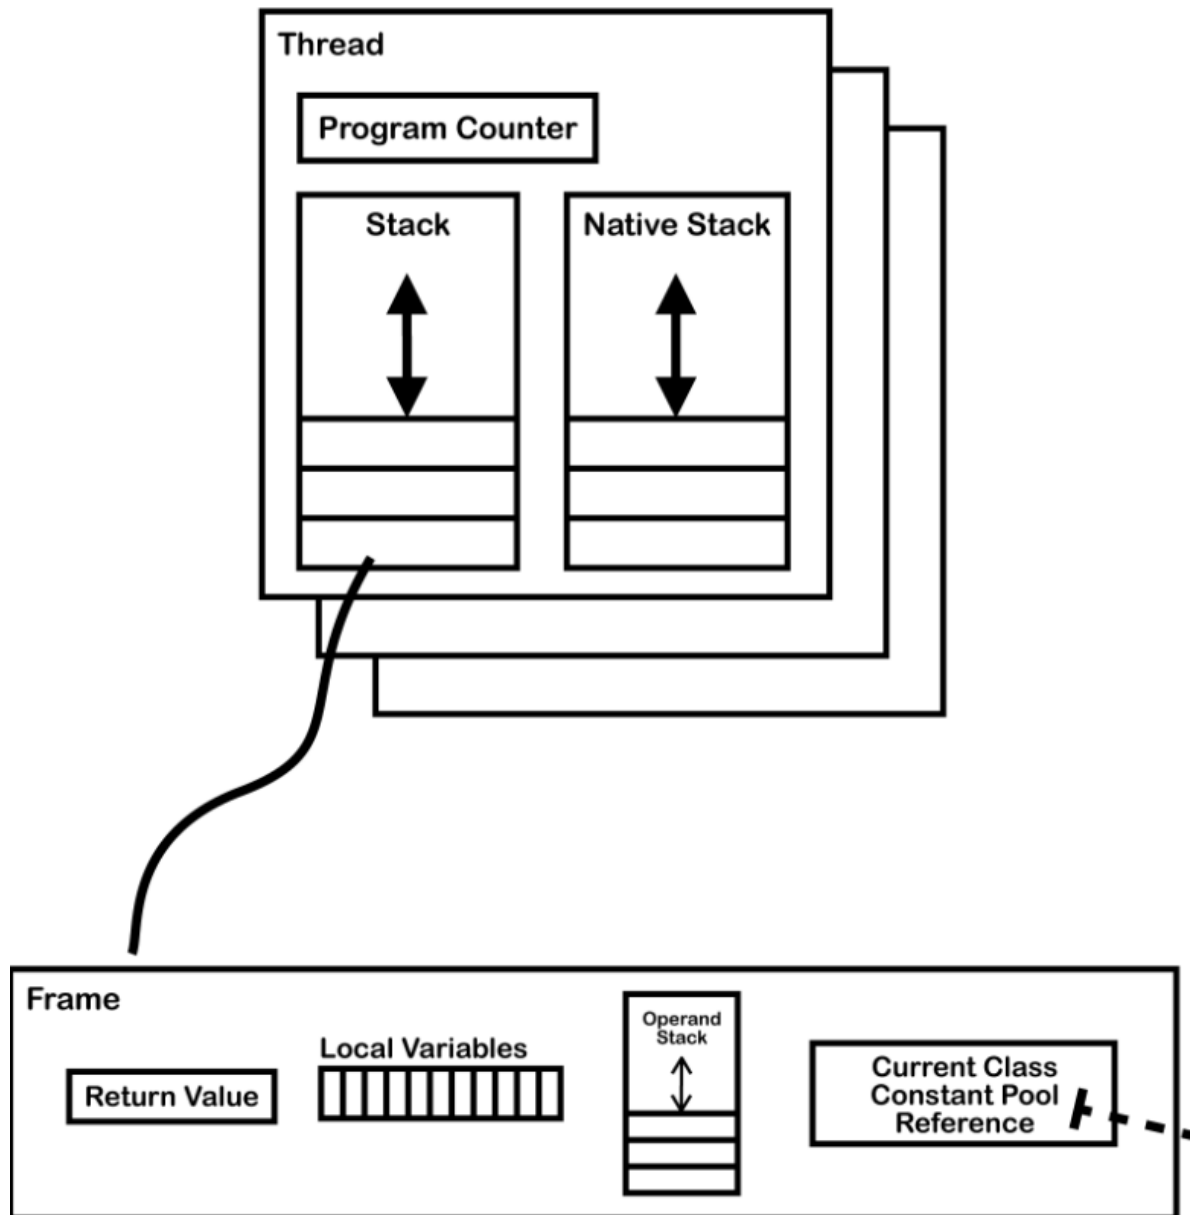 Thread
Program Counter
Stack
Native Stack
Frame
Return Value
Local Variables
Operand
Stack
Current Class
Constant Pool
Reference